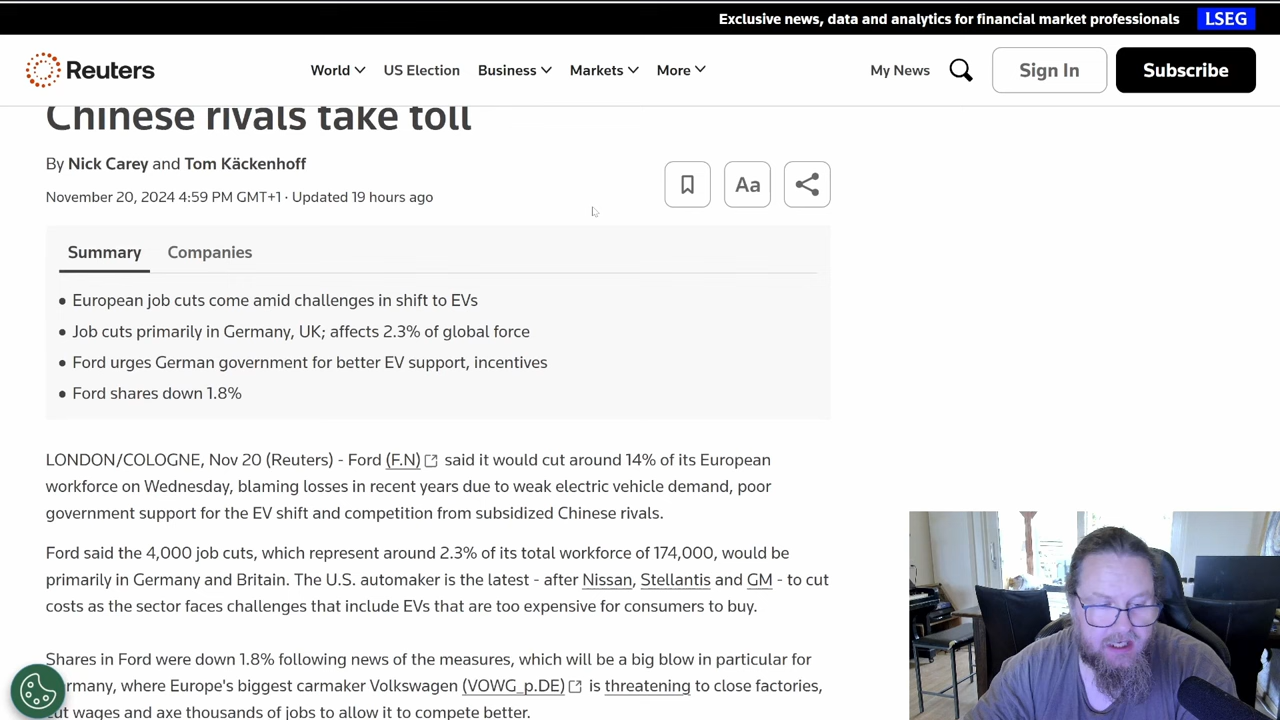 Exclusive news, data and analytics for financial market professionals LSEG
Reuters World US Election Business Markets More My News Sign In Subscribe
Chinese rivals take toll
By Nick Carey and Tom Käckenhoff
November 20, 2024 4:59 PM GMT+1 · Updated 19 hours ago
Aa
Summary Companies
• European job cuts come amid challenges in shift to EVs
• Job cuts primarily in Germany, UK; affects 2.3% of global force
• Ford urges German government for better EV support, incentives
• Ford shares down 1.8%
LONDON/COLOGNE, Nov 20 (Reuters) - Ford (F.N) said it would cut around 14% of its European
workforce on Wednesday, blaming losses in recent years due to weak electric vehicle demand, poor
government support for the EV shift and competition from subsidized Chinese rivals.
Ford said the 4,000 job cuts, which represent around 2.3% of its total workforce of 174,000, would be
primarily in Germany and Britain. The U.S. automaker is the latest - after Nissan, Stellantis and GM - to cut
costs as the sector faces challenges that include EVs that are too expensive for consumers to buy.
Shares in Ford were down 1.8% following news of the measures, which will be a big blow in particular for
Germany, where Europe's biggest carmaker Volkswagen (VOWG_p.DE) is threatening to close factories,
cut wages and axe thousands of jobs to allow it to compete better.